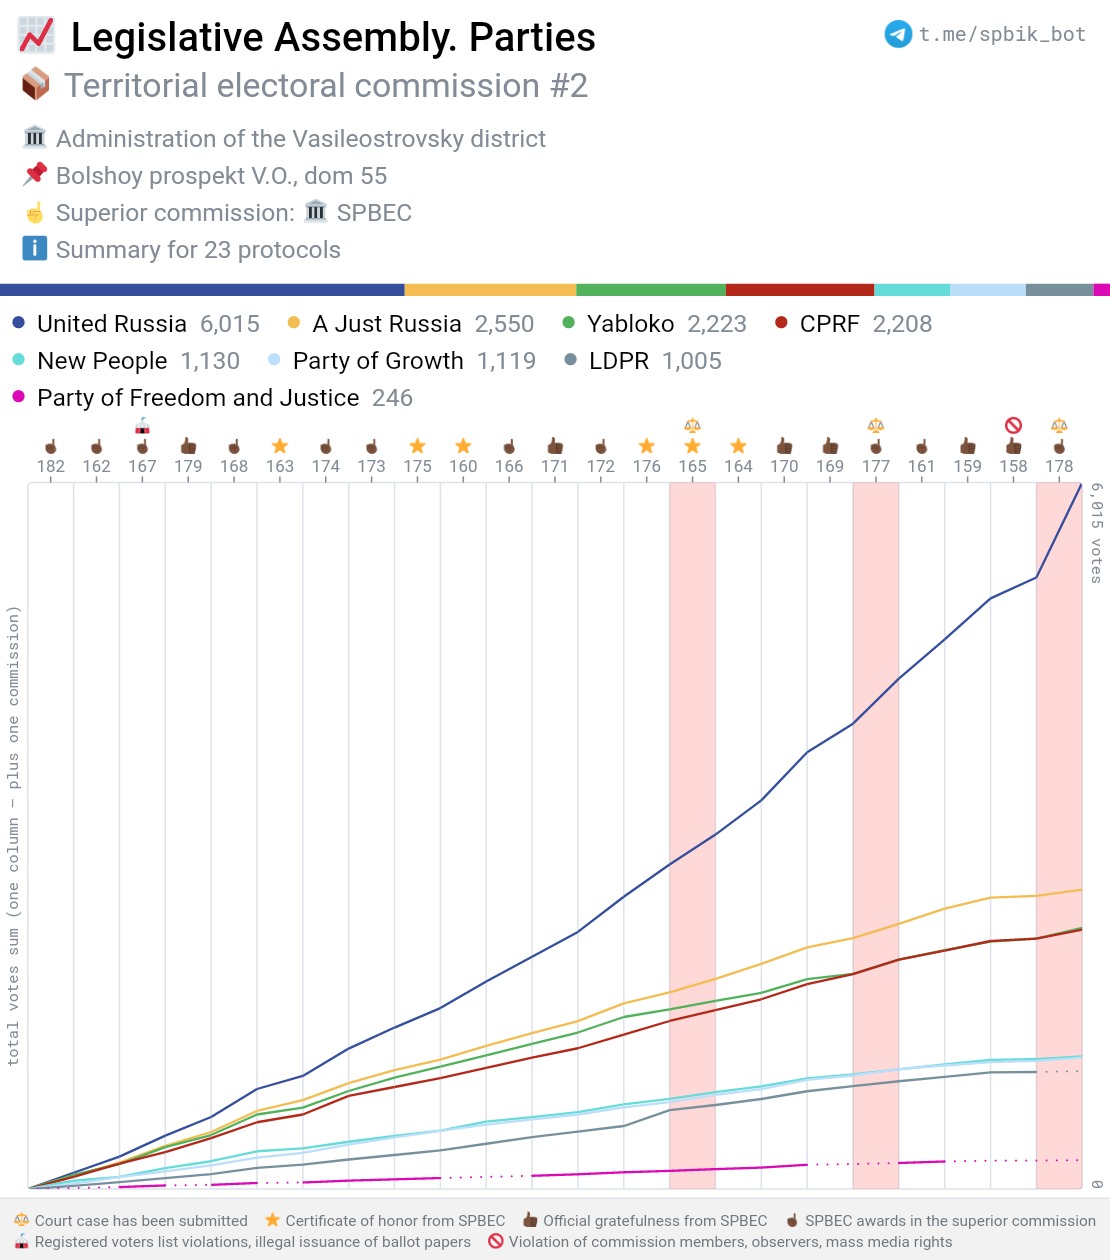 Legislative Assembly. Parties
t.me/spbik_bot
Territorial electoral commission #2
Administration of the Vasileostrovsky district
Bolshoy prospekt V.O., dom 55
Superior commission: SPBEC
Summary for 23 protocols
United Russia 6,015 A Just Russia 2,550 Yabloko 2,223 CPRF 2,208
New People 1,130 Party of Growth 1,119 LDPR 1,005
Party of Freedom and Justice 246
182 162 167 179 168 163 174 173 175 160 166 171 172 176 165 164 170 169 177 161 159 158 178
6,015 votes
total votes sum (one column – plus one commission)
0
Court case has been submitted Certificate of honor from SPBEC Official gratefulness from SPBEC SPBEC awards in the superior commission
Registered voters list violations, illegal issuance of ballot papers Violation of commission members, observers, mass media rights